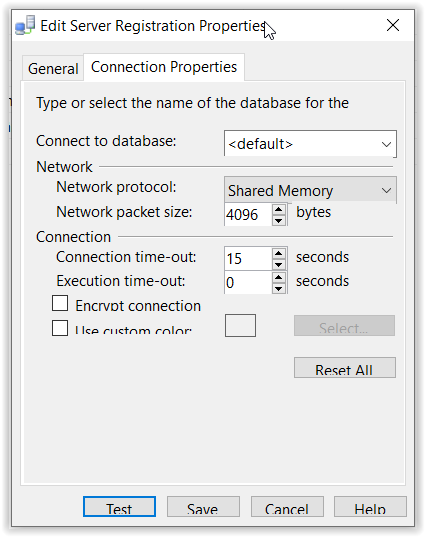 Edit Server Registration Properties
General
Connection Properties
Type or select the name of the database for the
Connect to database: <default>
Network
Network protocol: Shared Memory
Network packet size: 4096 bytes
Connection
Connection time-out: 15 seconds
Execution time-out: 0 seconds
Encrypt connection
Use custom color: Select...
Reset All
Test Save Cancel Help